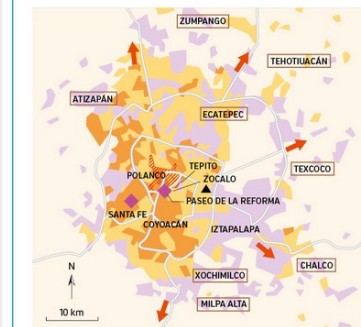 ZUMPANGO
TEHOTIUACÁN
ATIZAPÁN
ECATEPEC
TEPITO
TEXCOCO
POLANCO
ZOCALO
PASEO DE LA REFORMA
SANTA FE
COYOACÁN
IZTAPALAPA
CHALCO
N
XOCHIMILCO
MILPA ALTA
10 km